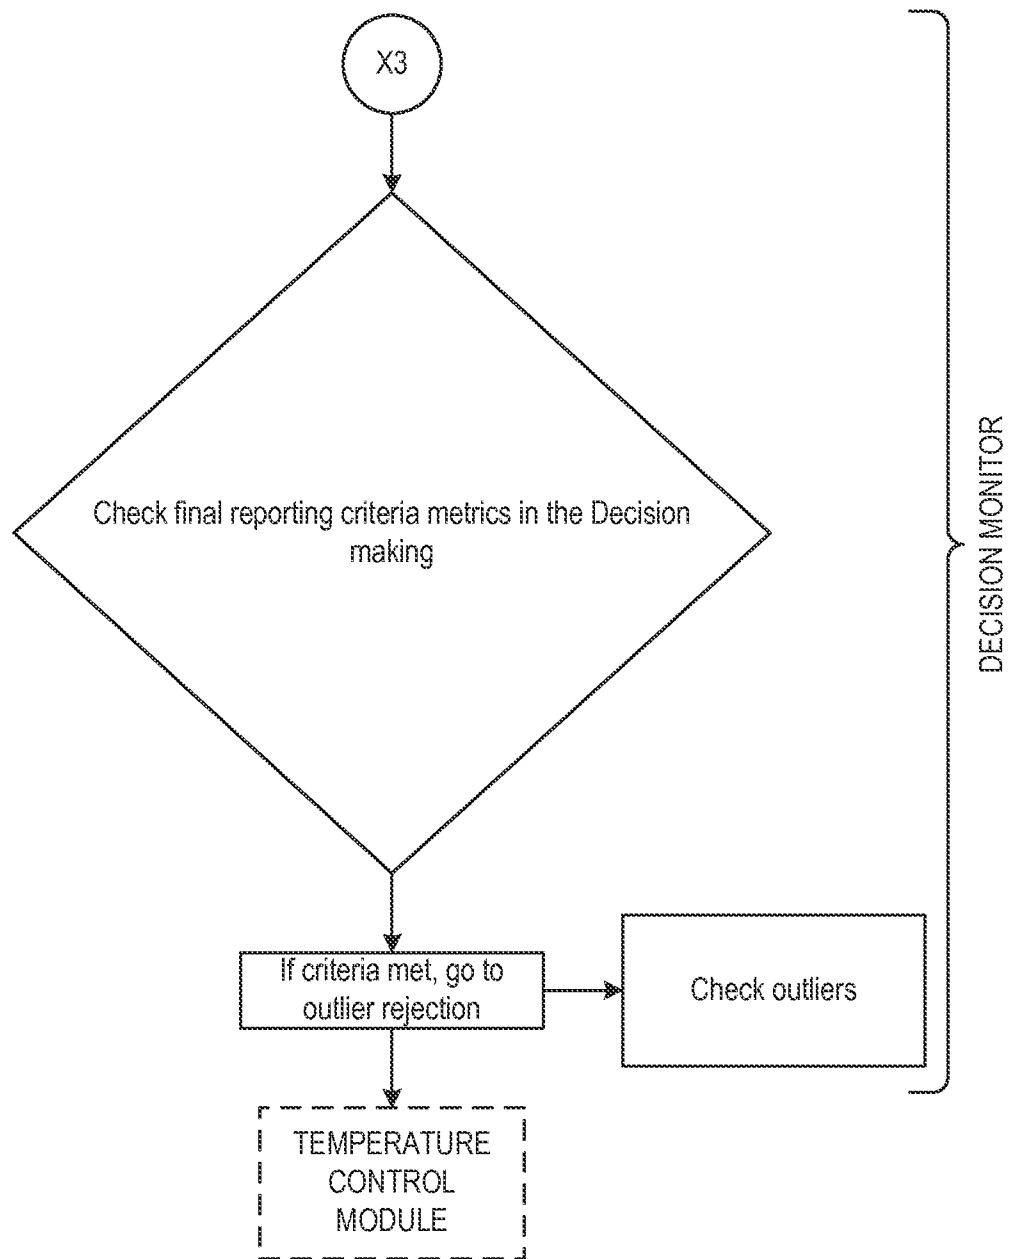 X3
Check final reporting criteria metrics in the Decision
making
If criteria met, go to
outlier rejection
Check outliers
TEMPERATURE
CONTROL
MODULE
DECISION MONITOR